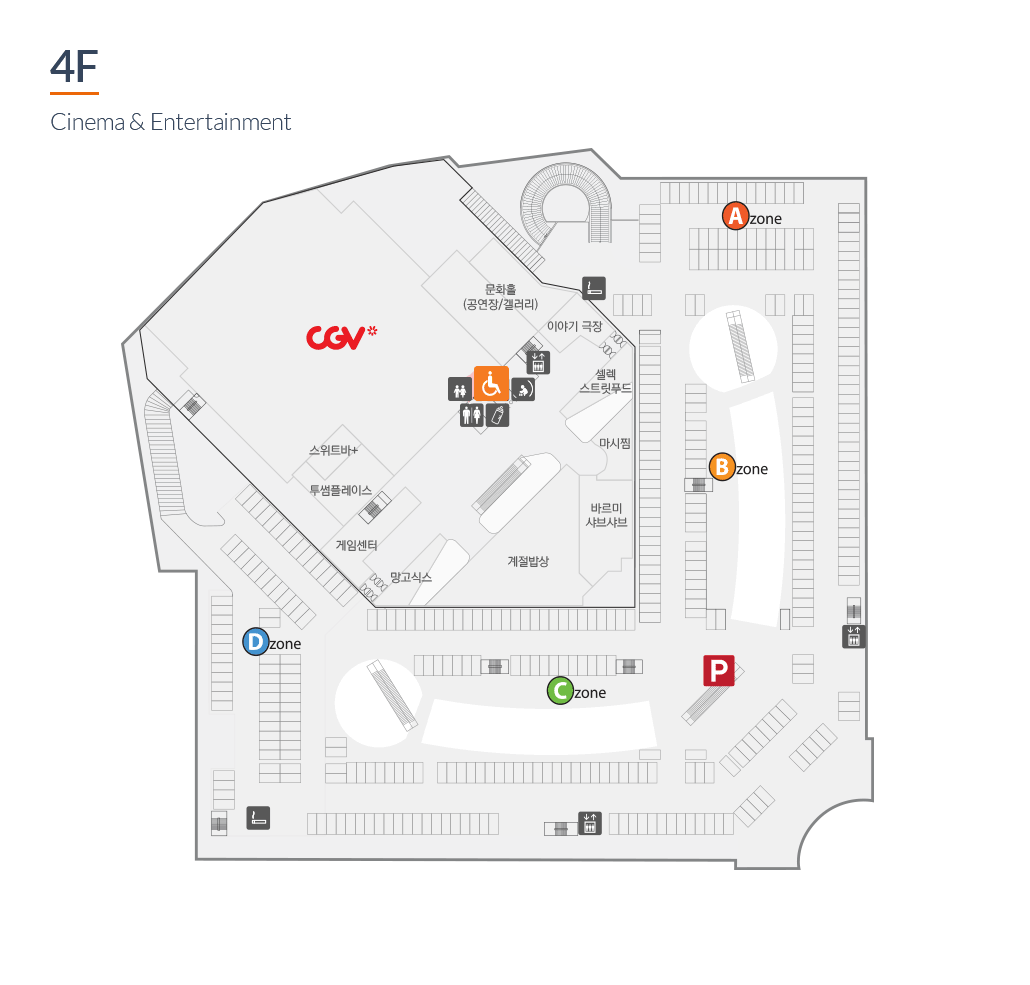 4F
Cinema & Entertainment
A zone
문화홀
(공연장/갤러리)
이야기 극장
CGV
셀렉
스트릿푸드
마시찜
스위트바+
B zone
투썸플레이스
바르미
샤브샤브
게임센터
계절밥상
망고식스
D zone
P
C zone